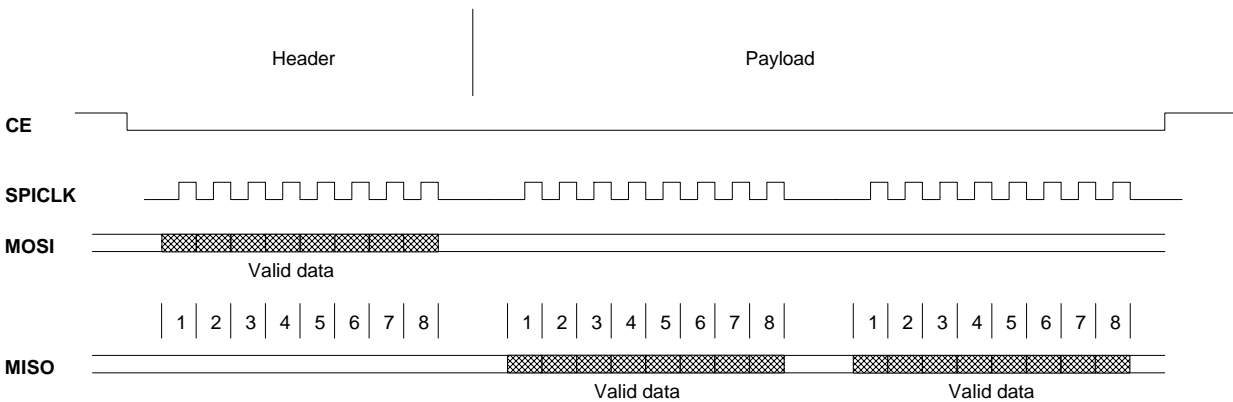 Header Payload
CE
SPICLK
MOSI
Valid data
1 2 3 4 5 6 7 8 1 2 3 4 5 6 7 8 1 2 3 4 5 6 7 8
MISO
Valid data Valid data